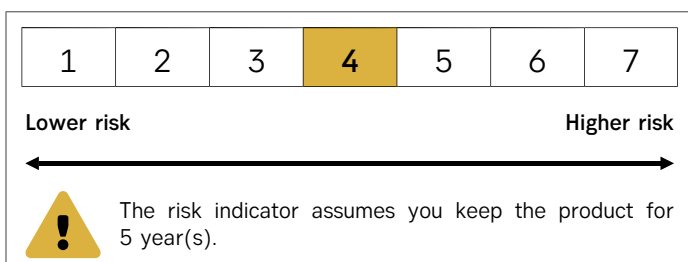 1 2 3 4 5 6 7
Lower risk Higher risk
The risk indicator assumes you keep the product for
5 year(s).